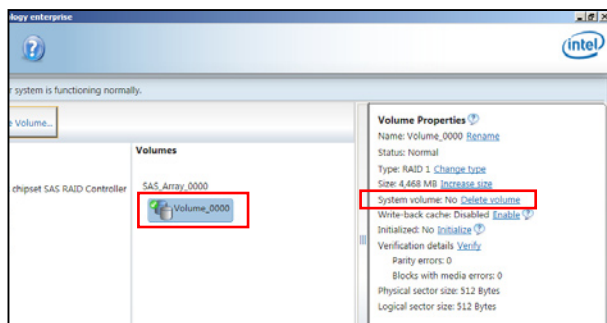 ology enterprise
?
intel
r system is functioning normally.
e Volume...
Volumes
chipset SAS RAID Controller
SAS_Array_0000
Volume_0000
Volume Properties ?
Name: Volume_0000 Rename
Status: Normal
Type: RAID 1 Change type
Size: 4,468 MB Increase size
System volume: No Delete volume
Write-back cache: Disabled Enable ?
Initialized: No Initialize ?
Verification details Verify
Parity errors: 0
Blocks with media errors: 0
Physical sector size: 512 Bytes
Logical sector size: 512 Bytes